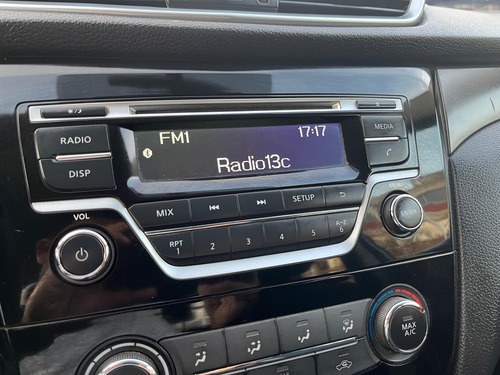 FM1 17:17
Radio13c
RADIO
DISP
MEDIA
MIX SETUP
RPT 1 2 3 4 5 A-Z 6
VOL
MAX A/C